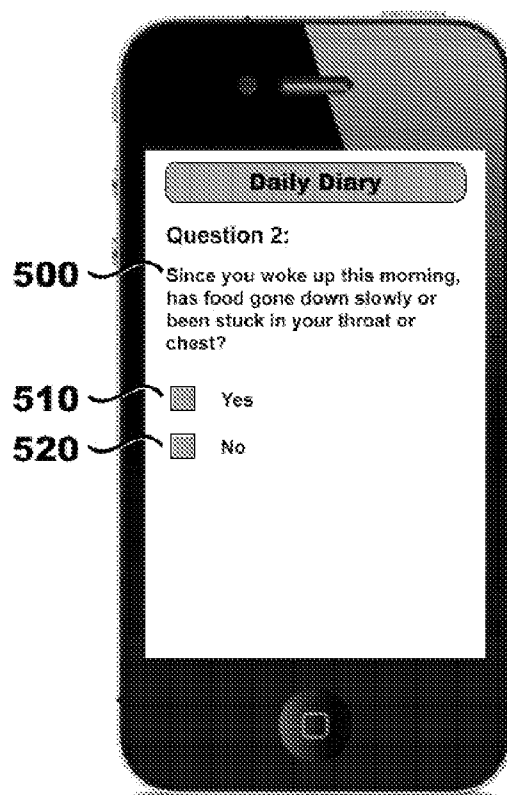 Daily Diary
Question 2:
500
Since you woke up this morning,
has food gone down slowly or
been stuck in your throat or
chest?
510
Yes
520
No